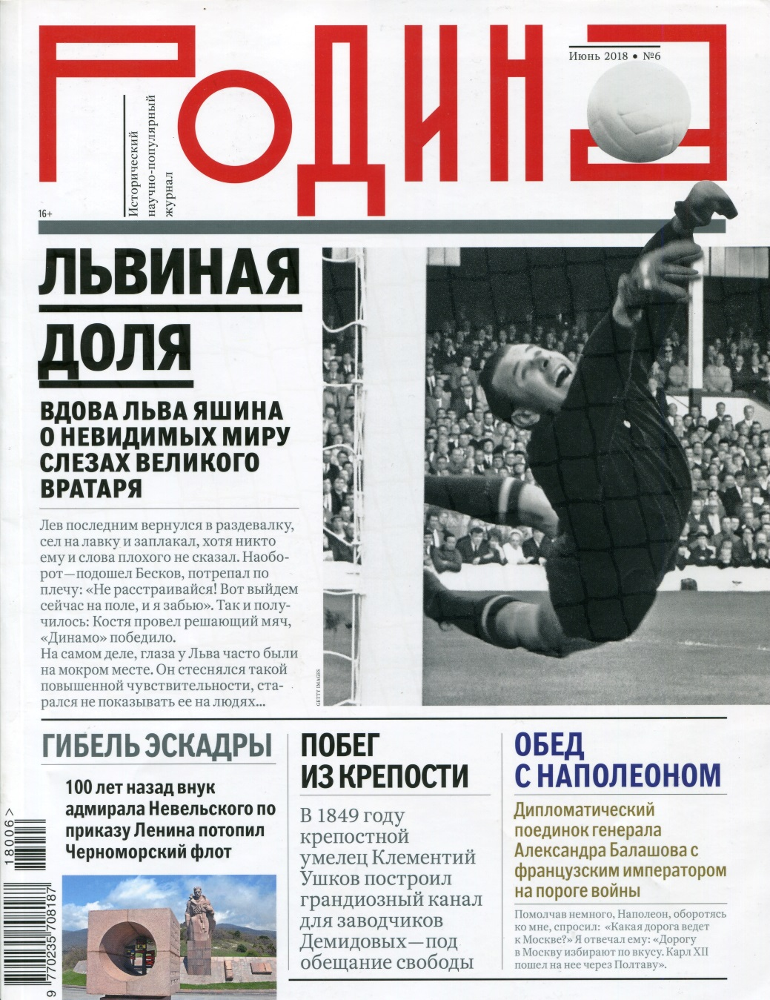 РОДИНА
Июнь 2018 • №6
Исторический
научно-популярный
журнал
16+
ЛЬВИНАЯ
ДОЛЯ
ВДОВА ЛЬВА ЯШИНА
О НЕВИДИМЫХ МИРУ
СЛЕЗАХ ВЕЛИКОГО
ВРАТАРЯ
Лев последним вернулся в раздевалку,
сел на лавку и заплакал, хотя никто
ему и слова плохого не сказал. Наобо-
рот—подошел Бесков, потрепал по
плечу: «Не расстраивайся! Вот выйдем
сейчас на поле, и я забью». Так и полу-
чилось: Костя провел решающий мяч,
«Динамо» победило.
На самом деле, глаза у Льва часто были
на мокром месте. Он стеснялся такой
повышенной чувствительности, ста-
рался не показывать ее на людях...
GETTY IMAGES
ГИБЕЛЬ ЭСКАДРЫ
100 лет назад внук
адмирала Невельского по
приказу Ленина потопил
Черноморский флот
18006>
9 770235 708187
ПОБЕГ
ИЗ КРЕПОСТИ
В 1849 году
крепостной
умелец Клементий
Ушков построил
грандиозный канал
для заводчиков
Демидовых—под
обещание свободы
ОБЕД
С НАПОЛЕОНОМ
Дипломатический
поединок генерала
Александра Балашова с
французским императором
на пороге войны
Помолчав немного, Наполеон, оборотясь
ко мне, спросил: «Какая дорога ведет
к Москве?» Я отвечал ему: «Дорогу
в Москву избирают по вкусу. Карл XII
пошел на нее через Полтаву».